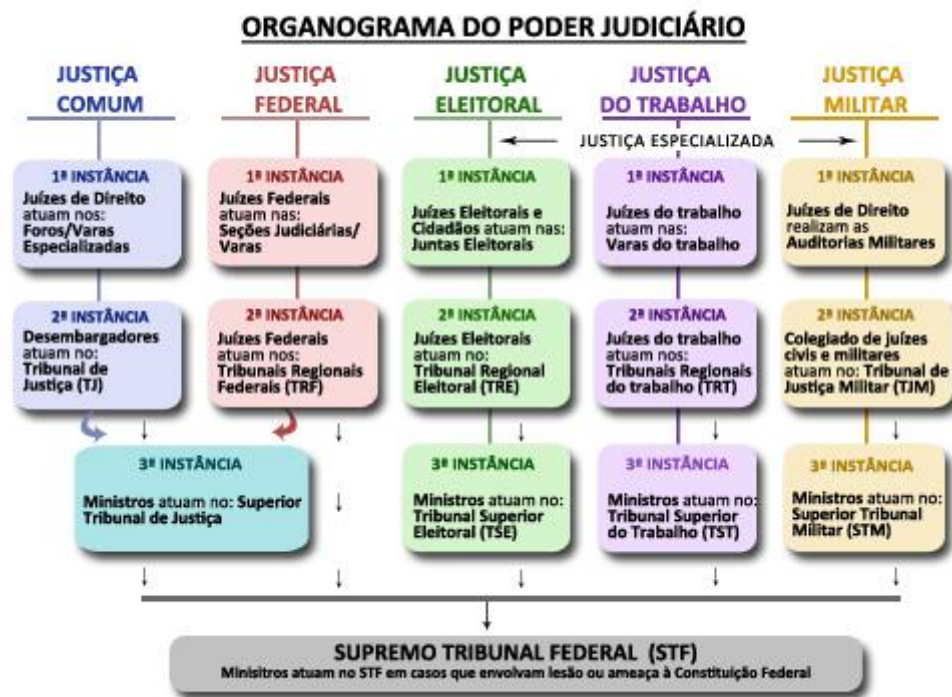 ORGANOGRAMA DO PODER JUDICIÁRIO
JUSTIÇA
COMUM
JUSTIÇA
FEDERAL
JUSTIÇA
ELEITORAL
JUSTIÇA
DO TRABALHO
JUSTIÇA
MILITAR
JUSTIÇA ESPECIALIZADA
1ª INSTÂNCIA
Juízes de Direito
atuam nos:
Foros/Varas
Especializadas
1ª INSTÂNCIA
Juízes Federais
atuam nas:
Seções Judiciárias/
Varas
1ª INSTÂNCIA
Juízes Eleitorais e
Cidadãos atuam nas:
Juntas Eleitorais
1ª INSTÂNCIA
Juízes do trabalho
atuam nas:
Varas do trabalho
1ª INSTÂNCIA
Juízes de Direito
realizam as
Auditorias Militares
2ª INSTÂNCIA
Desembargadores
atuam no:
Tribunal de
Justiça (TJ)
2ª INSTÂNCIA
Juízes Federais
atuam nos:
Tribunais Regionais
Federais (TRF)
2ª INSTÂNCIA
Juízes Eleitorais
atuam no:
Tribunal Regional
Eleitoral (TRE)
2ª INSTÂNCIA
Juízes do trabalho
atuam nos:
Tribunais Regionais
do trabalho (TRT)
2ª INSTÂNCIA
Colegiado de juízes
civis e militares
atuam no: Tribunal de
Justiça Militar (TJM)
3ª INSTÂNCIA
Ministros atuam no: Superior
Tribunal de Justiça
3ª INSTÂNCIA
Ministros atuam no:
Tribunal Superior
Eleitoral (TSE)
3ª INSTÂNCIA
Ministros atuam no:
Tribunal Superior
do Trabalho (TST)
3ª INSTÂNCIA
Ministros atuam no:
Superior Tribunal
Militar (STM)
SUPREMO TRIBUNAL FEDERAL (STF)
Minisitros atuam no STF em casos que envolvam lesão ou ameaça à Constituição Federal